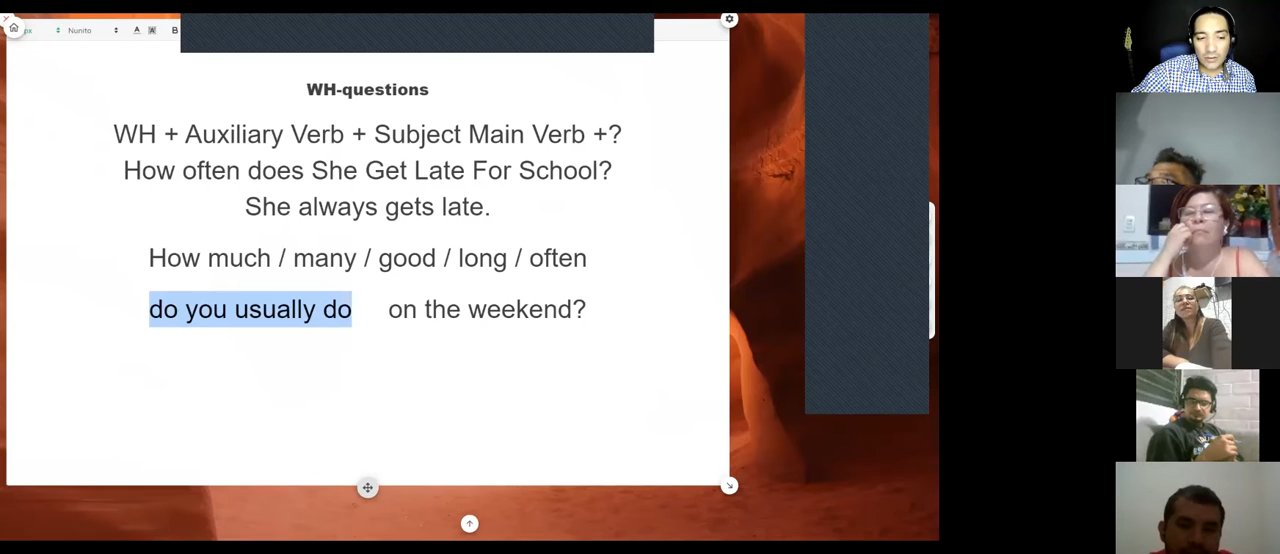 px Nunito A A B
WH-questions
WH + Auxiliary Verb + Subject Main Verb +?
How often does She Get Late For School?
She always gets late.
How much / many / good / long / often
do you usually do on the weekend?